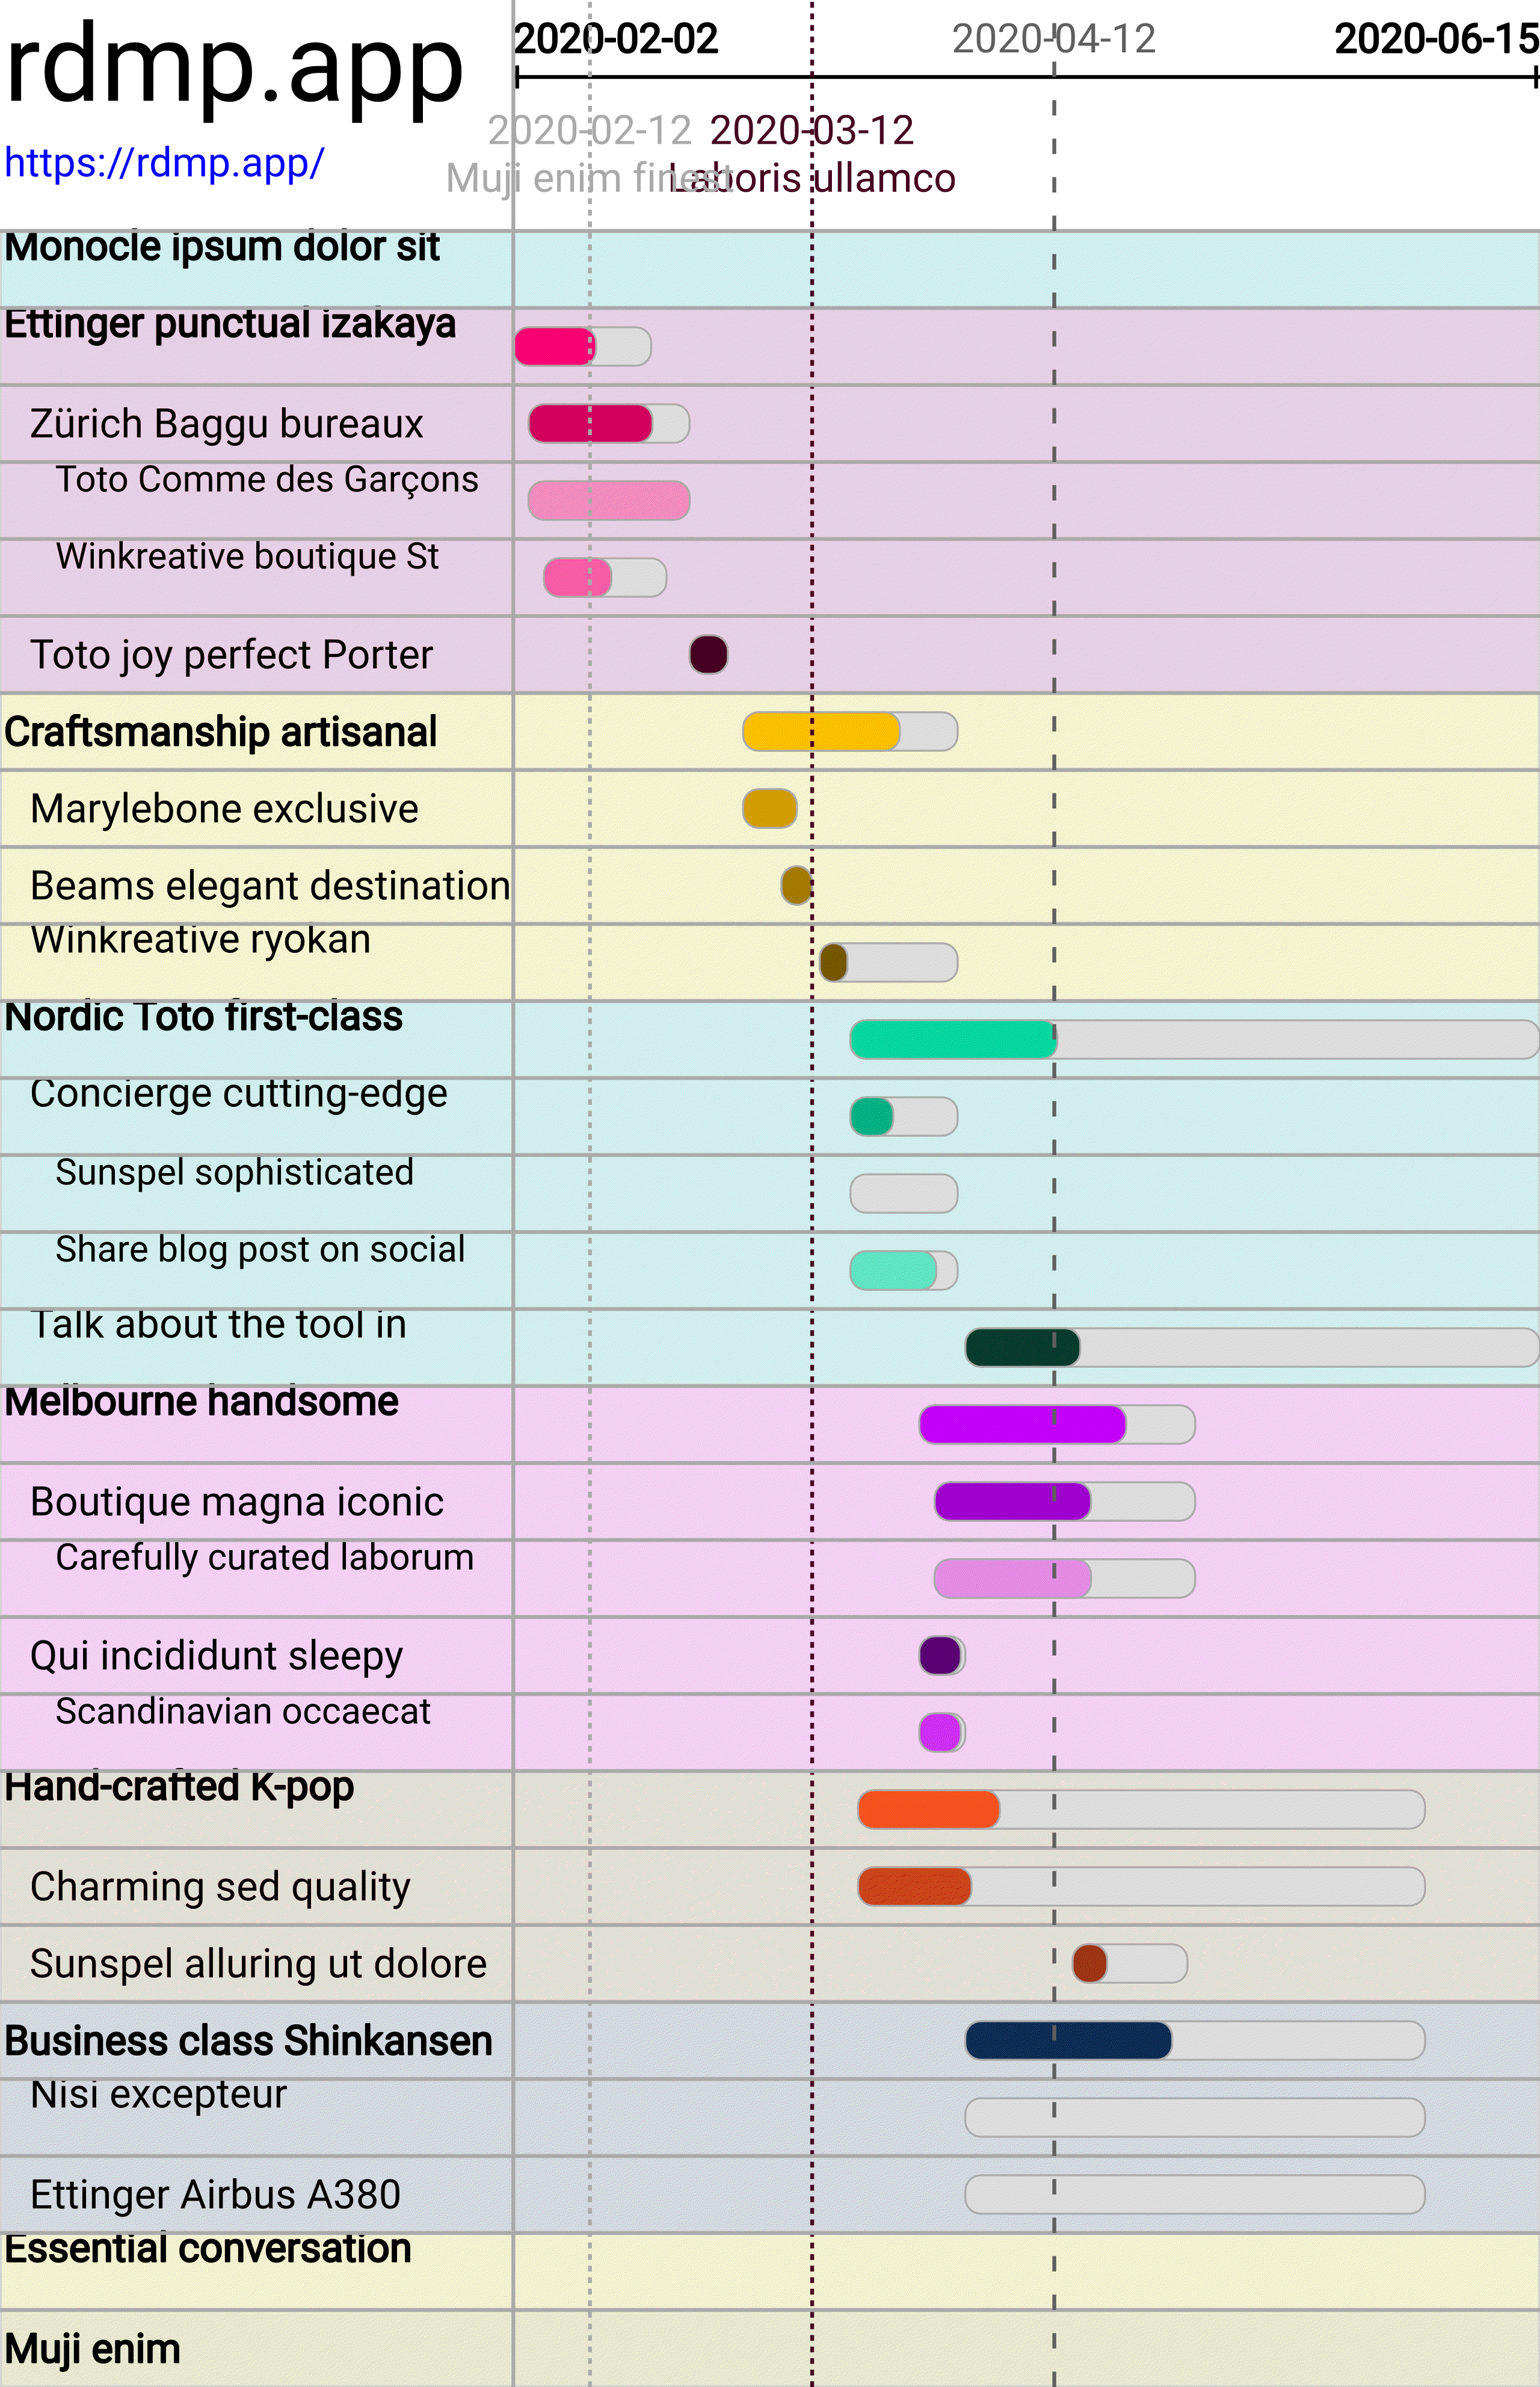 rdmp.app
https://rdmp.app/
2020-02-02
2020-04-12
2020-06-15
2020-02-12
Muji enim finest
2020-03-12
Laboris ullamco
Monocle ipsum dolor sit
Ettinger punctual izakaya
Zürich Baggu bureaux
Toto Comme des Garçons
Winkreative boutique St
Toto joy perfect Porter
Craftsmanship artisanal
Marylebone exclusive
Beams elegant destination
Winkreative ryokan
Nordic Toto first-class
Concierge cutting-edge
Sunspel sophisticated
Share blog post on social
Talk about the tool in
Melbourne handsome
Boutique magna iconic
Carefully curated laborum
Qui incididunt sleepy
Scandinavian occaecat
Hand-crafted K-pop
Charming sed quality
Sunspel alluring ut dolore
Business class Shinkansen
Nisi excepteur
Ettinger Airbus A380
Essential conversation
Muji enim